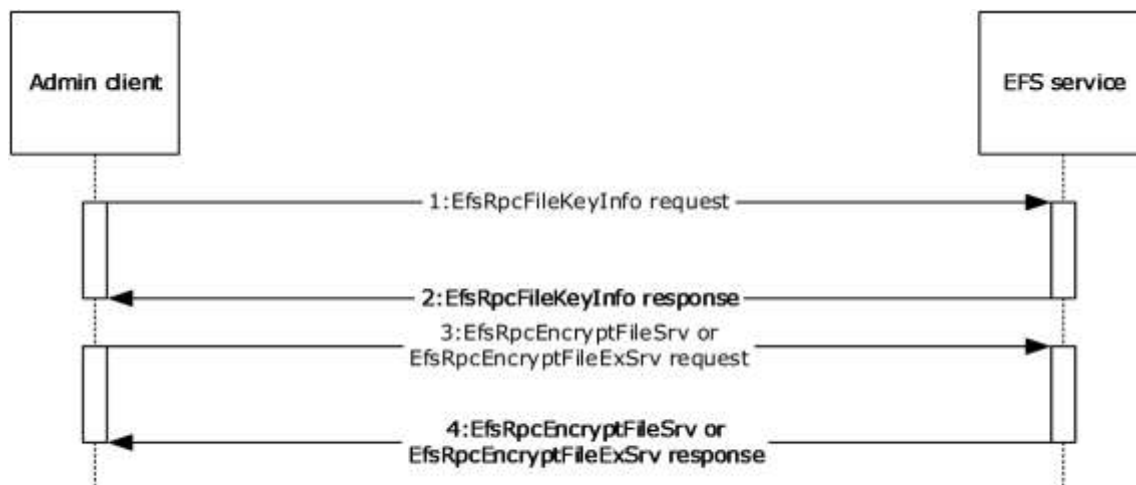 Admin client
EFS service
1:EfsRpcFileKeyInfo request
2:EfsRpcFileKeyInfo response
3:EfsRpcEncryptFileSrv or
EfsRpcEncryptFileExSrv request
4:EfsRpcEncryptFileSrv or
EfsRpcEncryptFileExSrv response